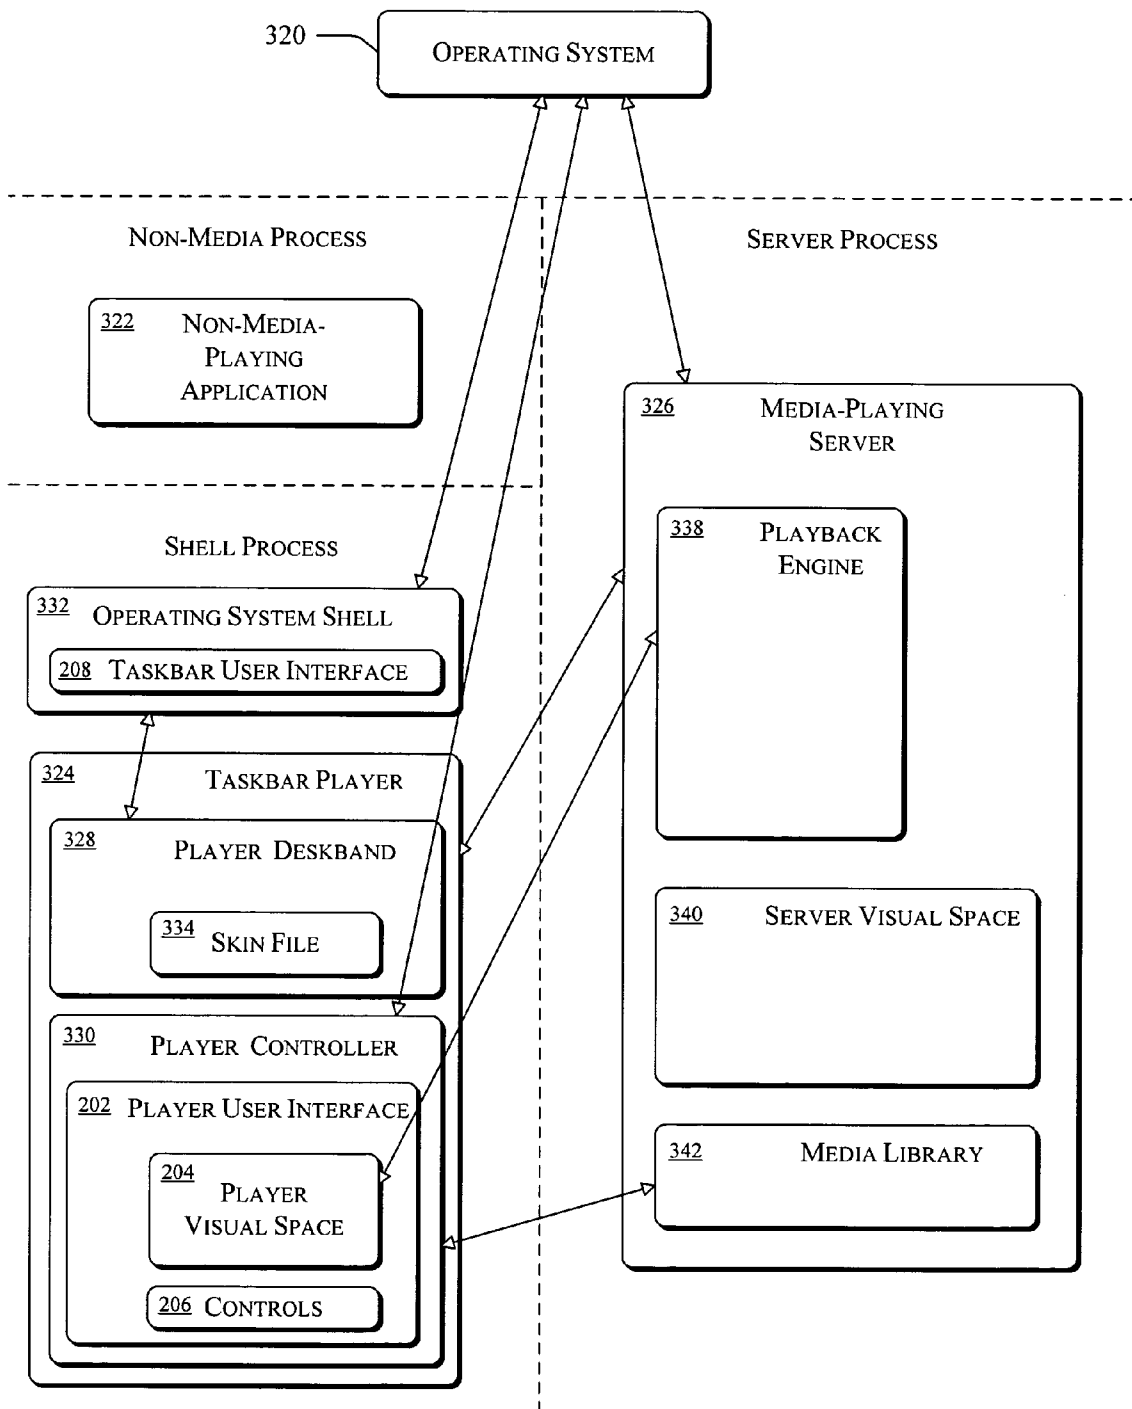 320
OPERATING SYSTEM
NON-MEDIA PROCESS
SERVER PROCESS
322 NON-MEDIA-
PLAYING
APPLICATION
326 MEDIA-PLAYING
SERVER
338 PLAYBACK
ENGINE
SHELL PROCESS
332 OPERATING SYSTEM SHELL
208 TASKBAR USER INTERFACE
324 TASKBAR PLAYER
328 PLAYER DESKBAND
334 SKIN FILE
340 SERVER VISUAL SPACE
330 PLAYER CONTROLLER
202 PLAYER USER INTERFACE
204 PLAYER
VISUAL SPACE
206 CONTROLS
342 MEDIA LIBRARY